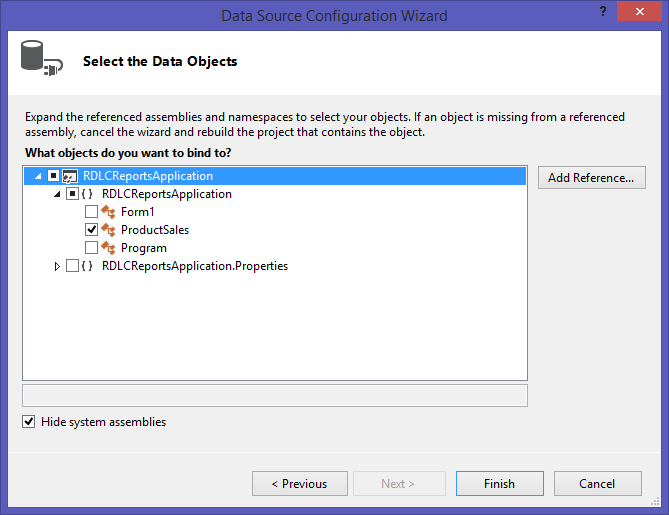 Data Source Configuration Wizard
?
Select the Data Objects
Expand the referenced assemblies and namespaces to select your objects. If an object is missing from a referenced
assembly, cancel the wizard and rebuild the project that contains the object.
What objects do you want to bind to?
RDLCReportsApplication
Add Reference...
{ } RDLCReportsApplication
Form1
ProductSales
Program
{ } RDLCReportsApplication.Properties
Hide system assemblies
< Previous
Next >
Finish
Cancel